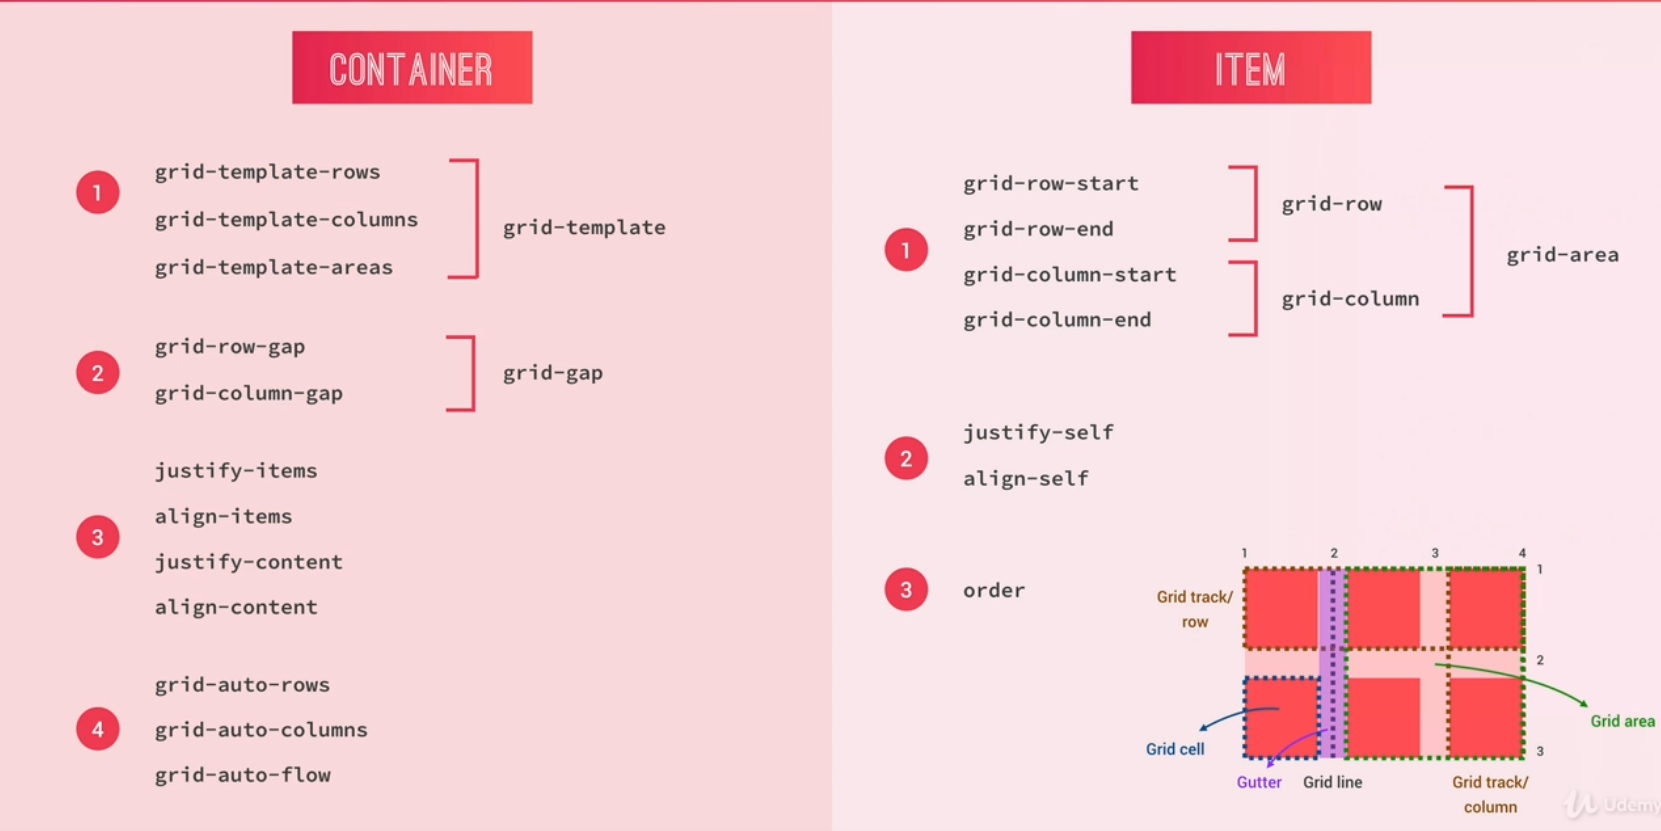 CONTAINER
1
grid-template-rows
grid-template-columns
grid-template-areas
grid-template
2
grid-row-gap
grid-column-gap
grid-gap
3
justify-items
align-items
justify-content
align-content
4
grid-auto-rows
grid-auto-columns
grid-auto-flow
ITEM
1
grid-row-start
grid-row-end
grid-column-start
grid-column-end
grid-row
grid-column
grid-area
2
justify-self
align-self
3
order
1 2 3 4
1
2
3
Grid track/
row
Grid cell
Gutter
Grid line
Grid track/
column
Grid area
Udemy